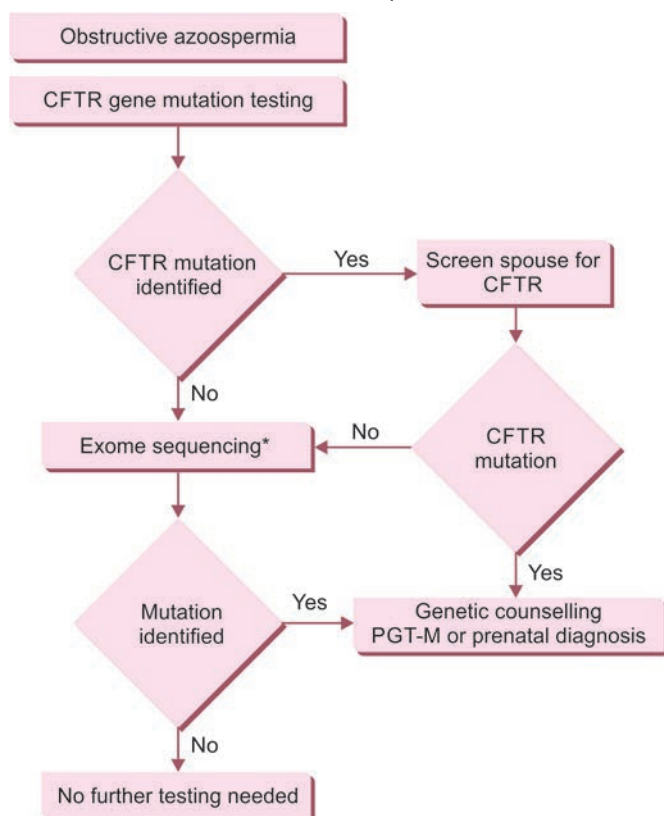 Obstructive azoospermia
CFTR gene mutation testing
CFTR mutation
identified
Yes
Screen spouse for
CFTR
No
Exome sequencing*
No
CFTR
mutation
Yes
Mutation
identified
Yes
Genetic counselling
PGT-M or prenatal diagnosis
No
No further testing needed